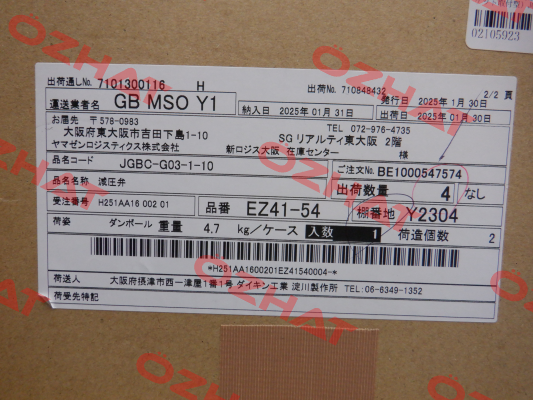 02105923
出荷通しNo. 7101300116 H 出荷No. 710848432 2/2 頁
運送業者名 GB MSO Y1 納入日 2025年01月31日 発行日 2025年 1月30日
出荷日 2025年01月30日
お届先 〒578-0983 TEL 072-976-4735
大阪府東大阪市吉田下島1-10 SGリアルティ東大阪 2階
ヤマゼンロジスティクス株式会社 新ロジス大阪 在庫センター
品名コード JGBC-G03-1-10 ご注文No. BE1000547574
品名名称 減圧弁 出荷数量 4 なし
受注番号 H251AA16 002 01 品番 EZ41-54 棚番地 Y2304
荷姿 ダンボール 重量 4.7 kg/ケース 入数 1 荷造個数 2
*H251AA1600201EZ41540004-*
荷送人 大阪府摂津市西一津屋1番1号 ダイキン工業 淀川製作所 TEL:06-6349-1352
荷受先特記
OZHAT
OZHAT
OZHAT
OZHAT
OZHAT